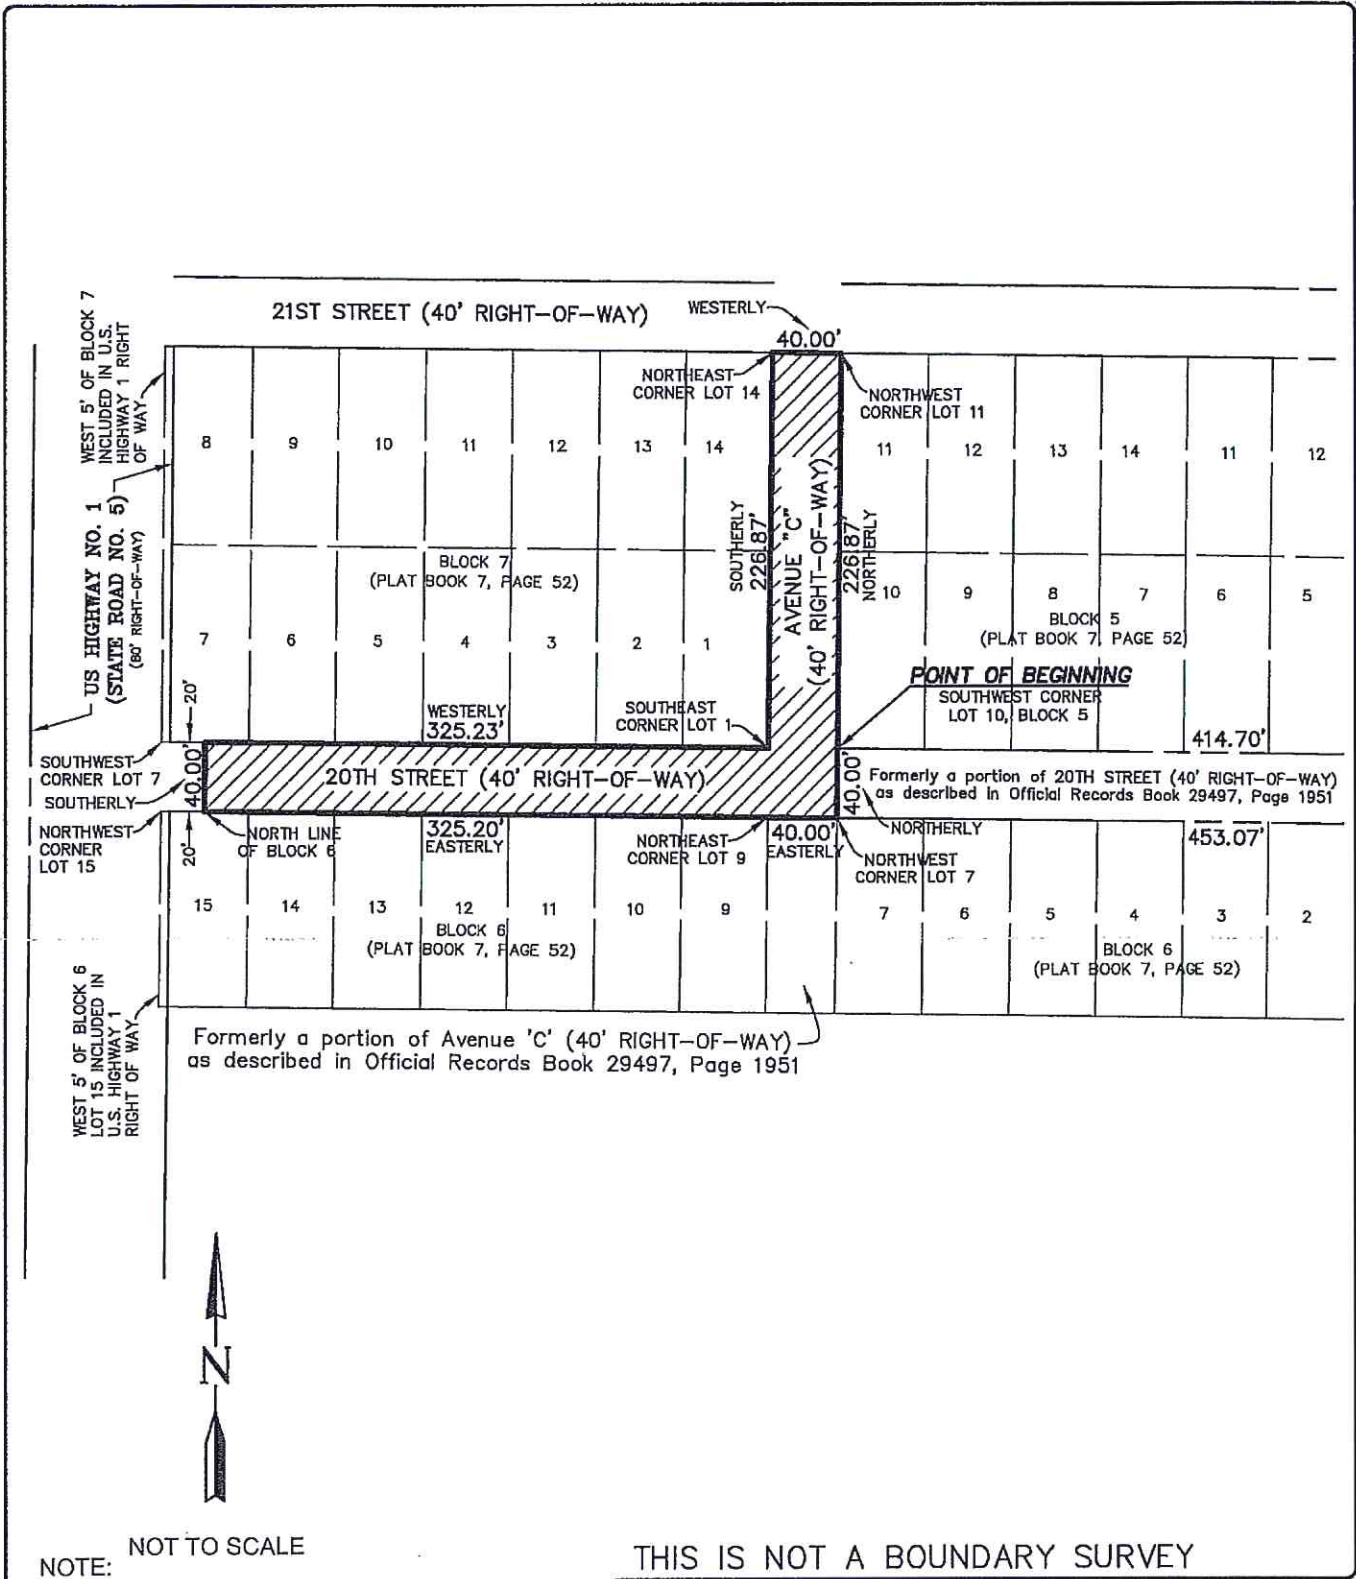 21ST STREET (40' RIGHT-OF-WAY)
WESTERLY
40.00'
WEST 5' OF BLOCK 7
INCLUDED IN U.S.
HIGHWAY 1 RIGHT
OF WAY
NORTHEAST
CORNER LOT 14
NORTHWEST
CORNER LOT 11
8
9
10
11
12
13
14
11
12
13
14
11
12
US HIGHWAY NO. 1
(STATE ROAD NO. 5)
(80' RIGHT-OF-WAY)
SOUTHERLY
226.87'
AVENUE "C"
(40' RIGHT-OF-WAY)
226.87'
NORTHERLY
BLOCK 7
(PLAT BOOK 7, PAGE 52)
10
9
8
7
6
5
BLOCK 5
(PLAT BOOK 7, PAGE 52)
7
6
5
4
3
2
1
POINT OF BEGINNING
SOUTHWEST CORNER
LOT 10, BLOCK 5
20'
WESTERLY
325.23'
SOUTHEAST
CORNER LOT 1
414.70'
SOUTHWEST
CORNER LOT 7
SOUTHERLY
40.00'
20TH STREET (40' RIGHT-OF-WAY)
40.00'
Formerly a portion of 20TH STREET (40' RIGHT-OF-WAY)
as described in Official Records Book 29497, Page 1951
NORTHWEST
CORNER
LOT 15
20'
NORTH LINE
OF BLOCK 6
325.20'
EASTERLY
NORTHEAST
CORNER LOT 9
40.00'
EASTERLY
NORTHERLY
NORTHWEST
CORNER LOT 7
453.07'
15
14
13
12
11
10
9
7
6
5
4
3
2
BLOCK 6
(PLAT BOOK 7, PAGE 52)
BLOCK 6
(PLAT BOOK 7, PAGE 52)
WEST 5' OF BLOCK 6
LOT 15 INCLUDED IN
U.S. HIGHWAY 1
RIGHT OF WAY
Formerly a portion of Avenue 'C' (40' RIGHT-OF-WAY)
as described in Official Records Book 29497, Page 1951
N
NOT TO SCALE
NOTE:
THIS IS NOT A BOUNDARY SURVEY